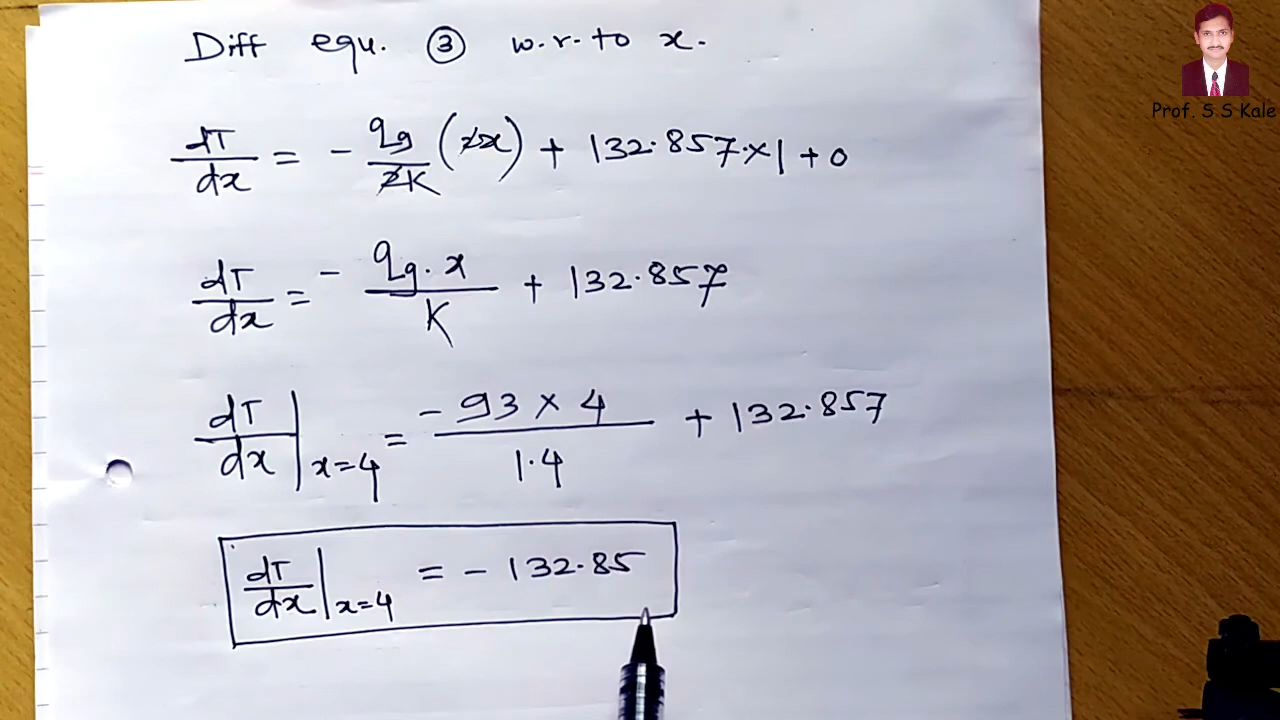 Diff equ. ③ w.r.to x.
Prof. S S Kale
dT/dx = - qg/2K (2x) + 132.857 × 1 + 0
dT/dx = - qg.x/K + 132.857
dT/dx|x=4 = -93 × 4/1.4 + 132.857
dT/dx|x=4 = - 132.85